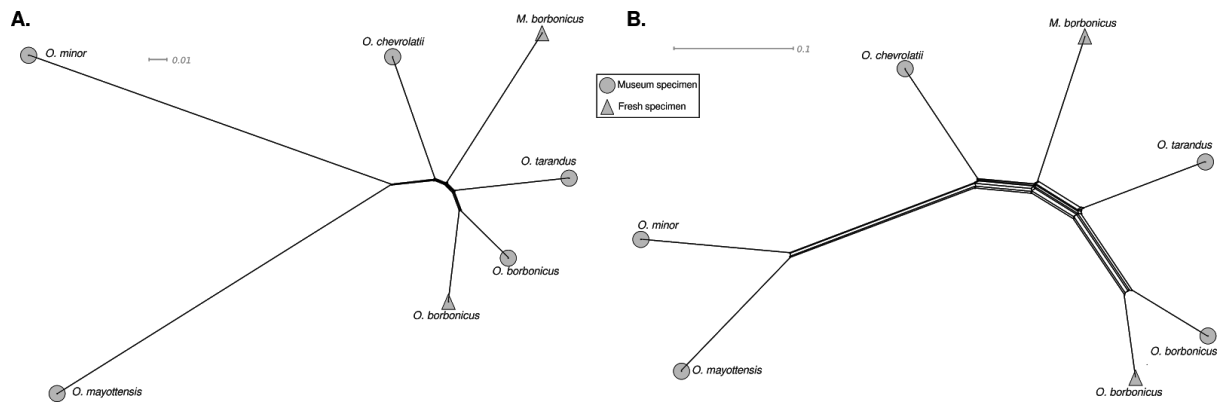 A.
M. borbonicus
O. chevrolatii
O. minor
0.01
O. tarandus
O. borbonicus
O. borbonicus
O. mayottensis
Museum specimen
Fresh specimen
B.
M. borbonicus
0.1
O. chevrolatii
O. tarandus
O. minor
O. borbonicus
O. mayottensis
O. borbonicus